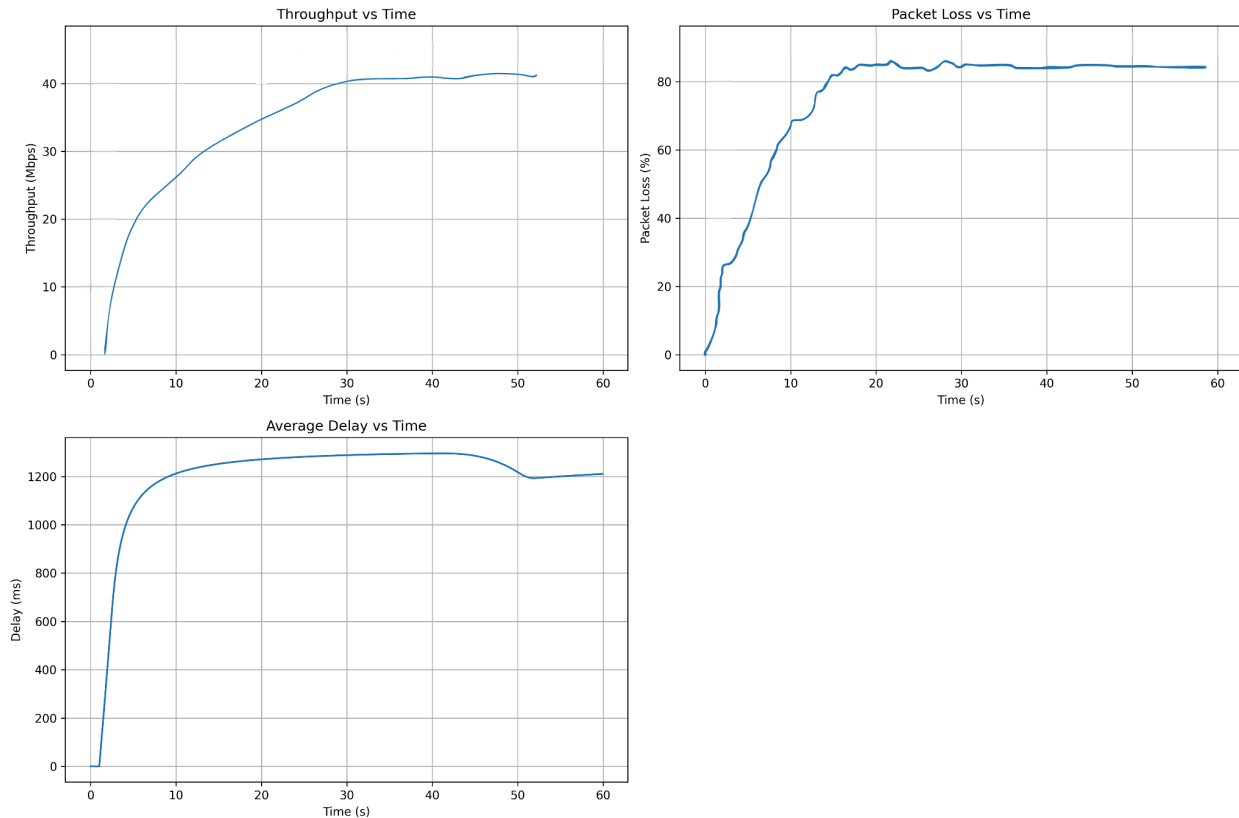 Throughput vs Time
Throughput (Mbps)
40
30
20
10
0
0 10 20 30 40 50 60
Time (s)
Packet Loss vs Time
Packet Loss (%)
80
60
40
20
0
0 10 20 30 40 50 60
Time (s)
Average Delay vs Time
Delay (ms)
1200
1000
800
600
400
200
0
0 10 20 30 40 50 60
Time (s)